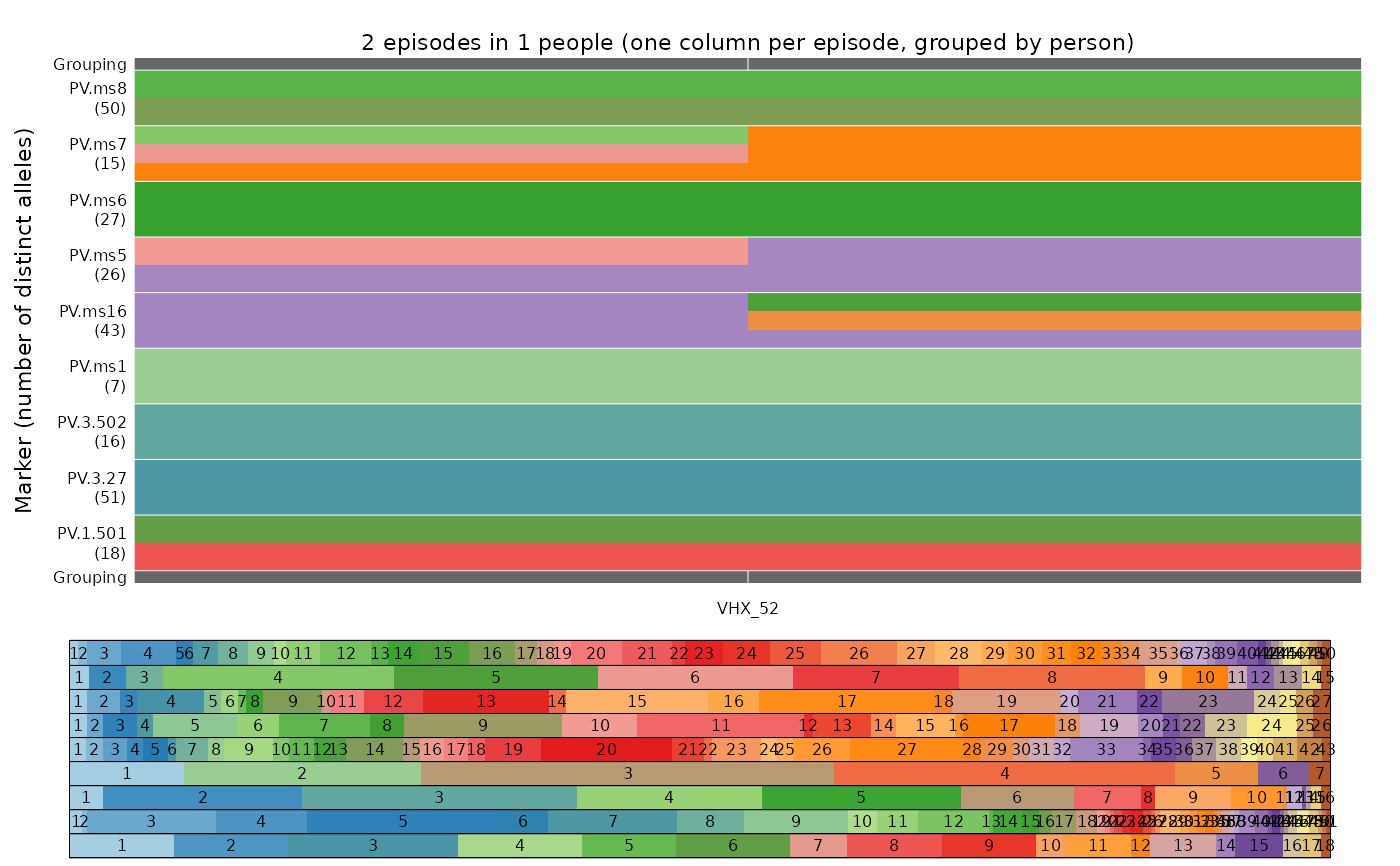 2 episodes in 1 people (one column per episode, grouped by person)
Marker (number of distinct alleles)
Grouping
PV.ms8
(50)
PV.ms7
(15)
PV.ms6
(27)
PV.ms5
(26)
PV.ms16
(43)
PV.ms1
(7)
PV.3.502
(16)
PV.3.27
(51)
PV.1.501
(18)
Grouping
VHX_52
1 2 3 4 5 6 7 8 9 10 11 12 13 14 15 16 17 18 19 20 21 22 23 24 25 26 27 28 29 30 31 32 33 34 35 36 37 38 39 40 50
1 2 3 4 5 6 7 8 9 10 11 12 13 14 15
1 2 3 4 5 6 7 8 9 10 11 12 13 14 15 16 17 18 19 20 21 22 23 24 25 26 27
1 2 3 4 5 6 7 8 9 10 11 12 13 14 15 16 17 18 19 20 21 22 23 24 25 26
1 2 3 4 5 6 7 8 9 10 11 12 13 14 15 16 17 18 19 20 21 22 23 24 25 26 27 28 29 30 31 32 33 34 35 36 37 38 39 40 41 42 43
1 2 3 4 5 6 7
1 2 3 4 5 6 7 8 9 10 11 12 16
1 2 3 4 5 6 7 8 9 10 11 12 13 14 15 16 17 18 51
1 2 3 4 5 6 7 8 9 10 11 12 13 14 15 16 17 18